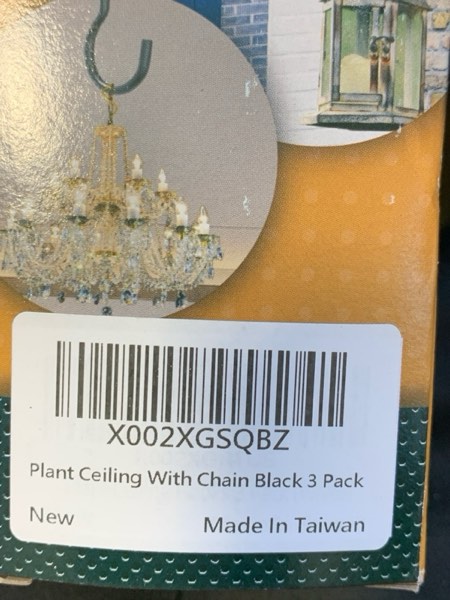 X002XGSQBZ
Plant Ceiling With Chain Black 3 Pack
New
Made In Taiwan